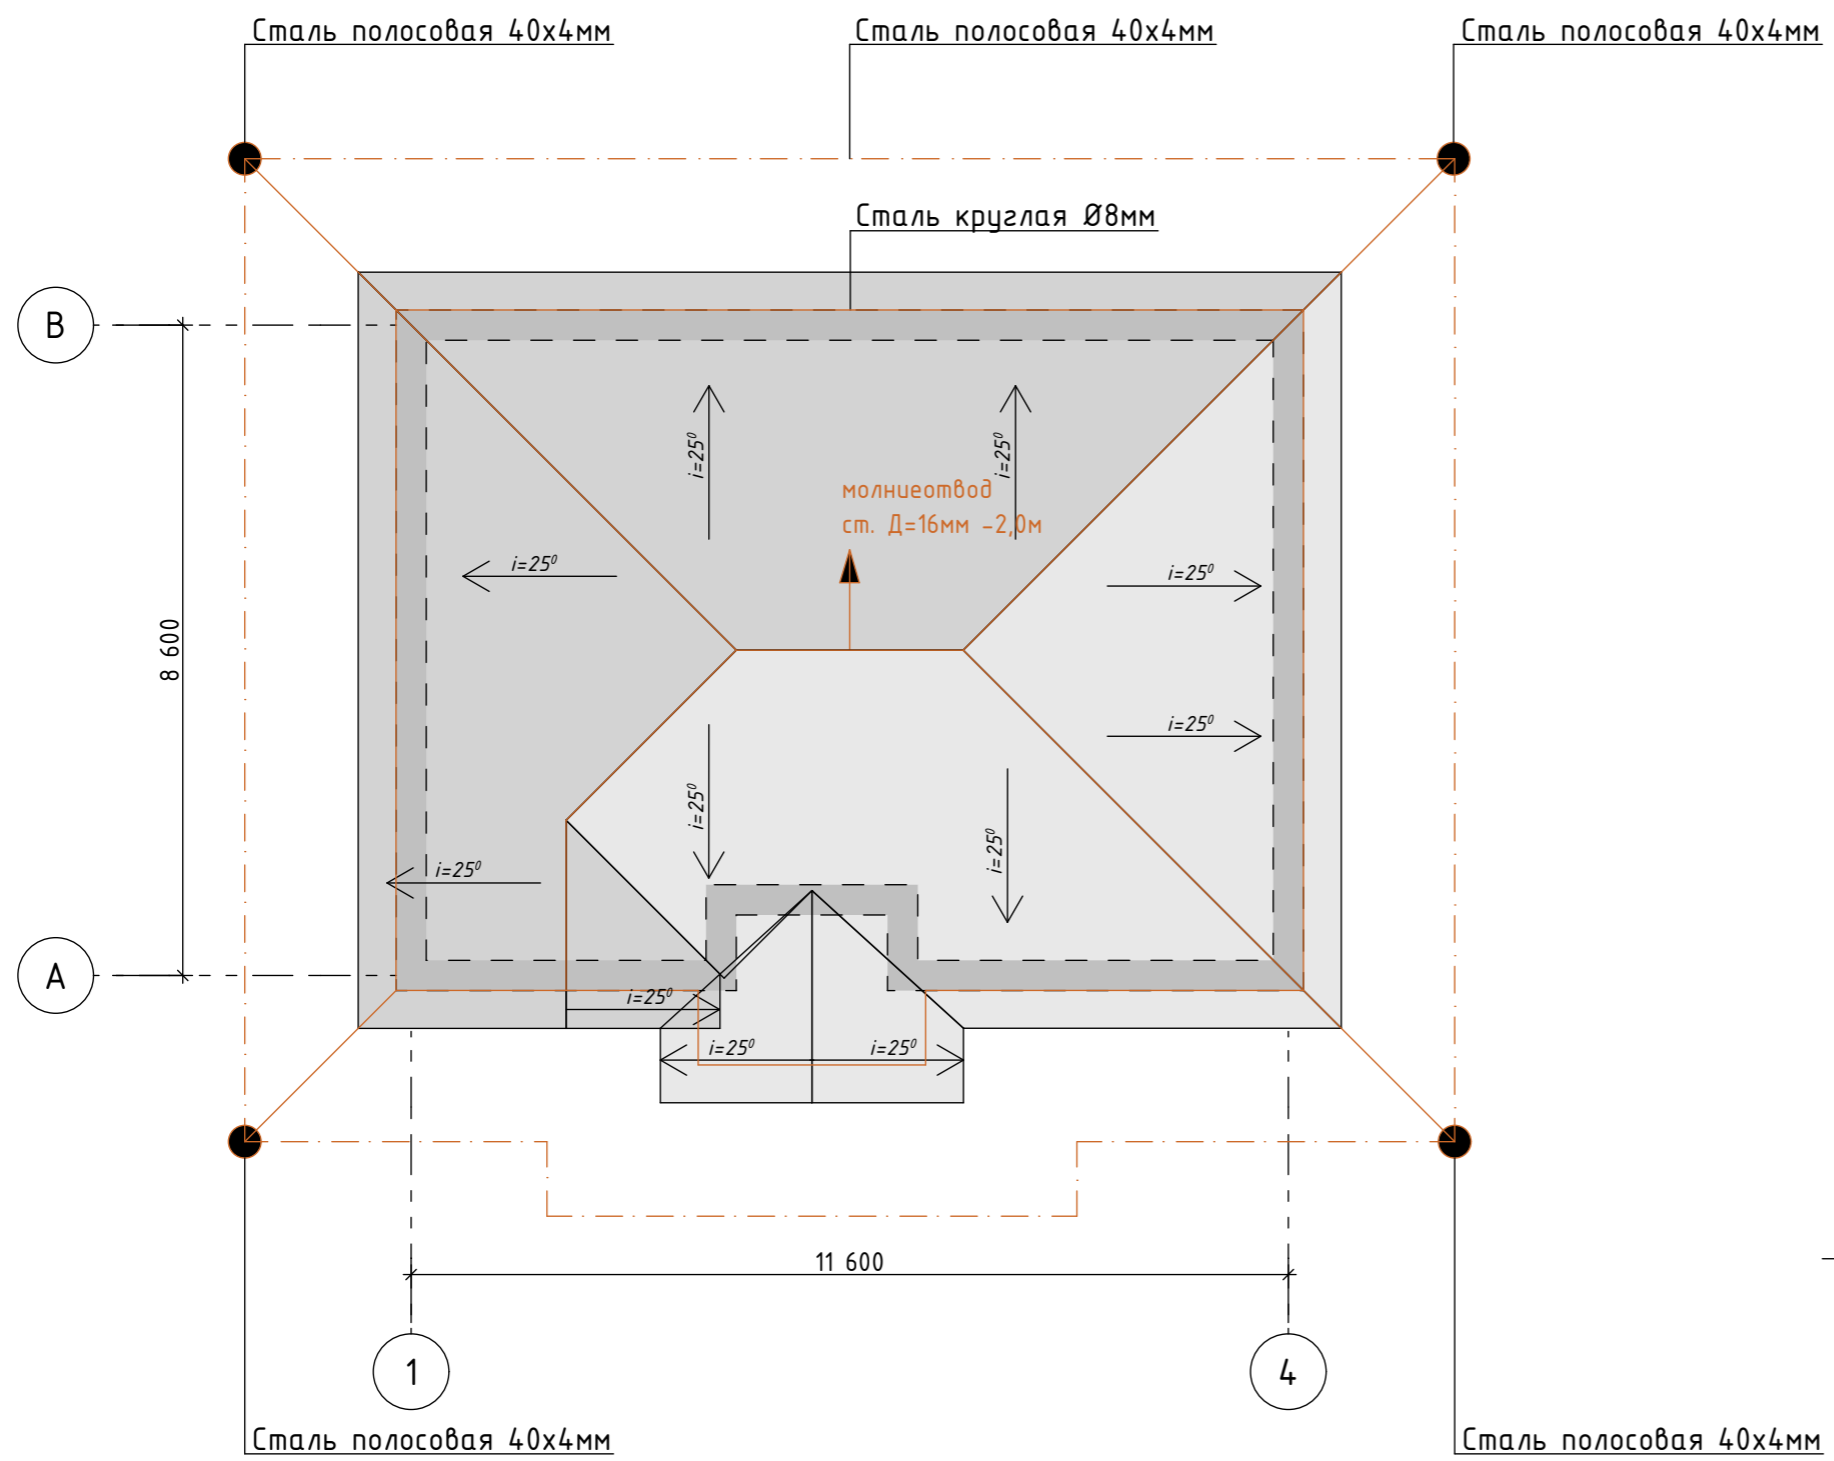 Сталь полосовая 40х4мм
Сталь полосовая 40х4мм
Сталь полосовая 40х4мм
Сталь круглая Ø8мм
В
i=25⁰
i=25⁰
молниеотвод
ст. Д=16мм -2,0м
i=25⁰
i=25⁰
8 600
i=25⁰
i=25⁰
i=25⁰
i=25⁰
А
i=25⁰
i=25⁰
i=25⁰
11 600
1
4
Сталь полосовая 40х4мм
Сталь полосовая 40х4мм